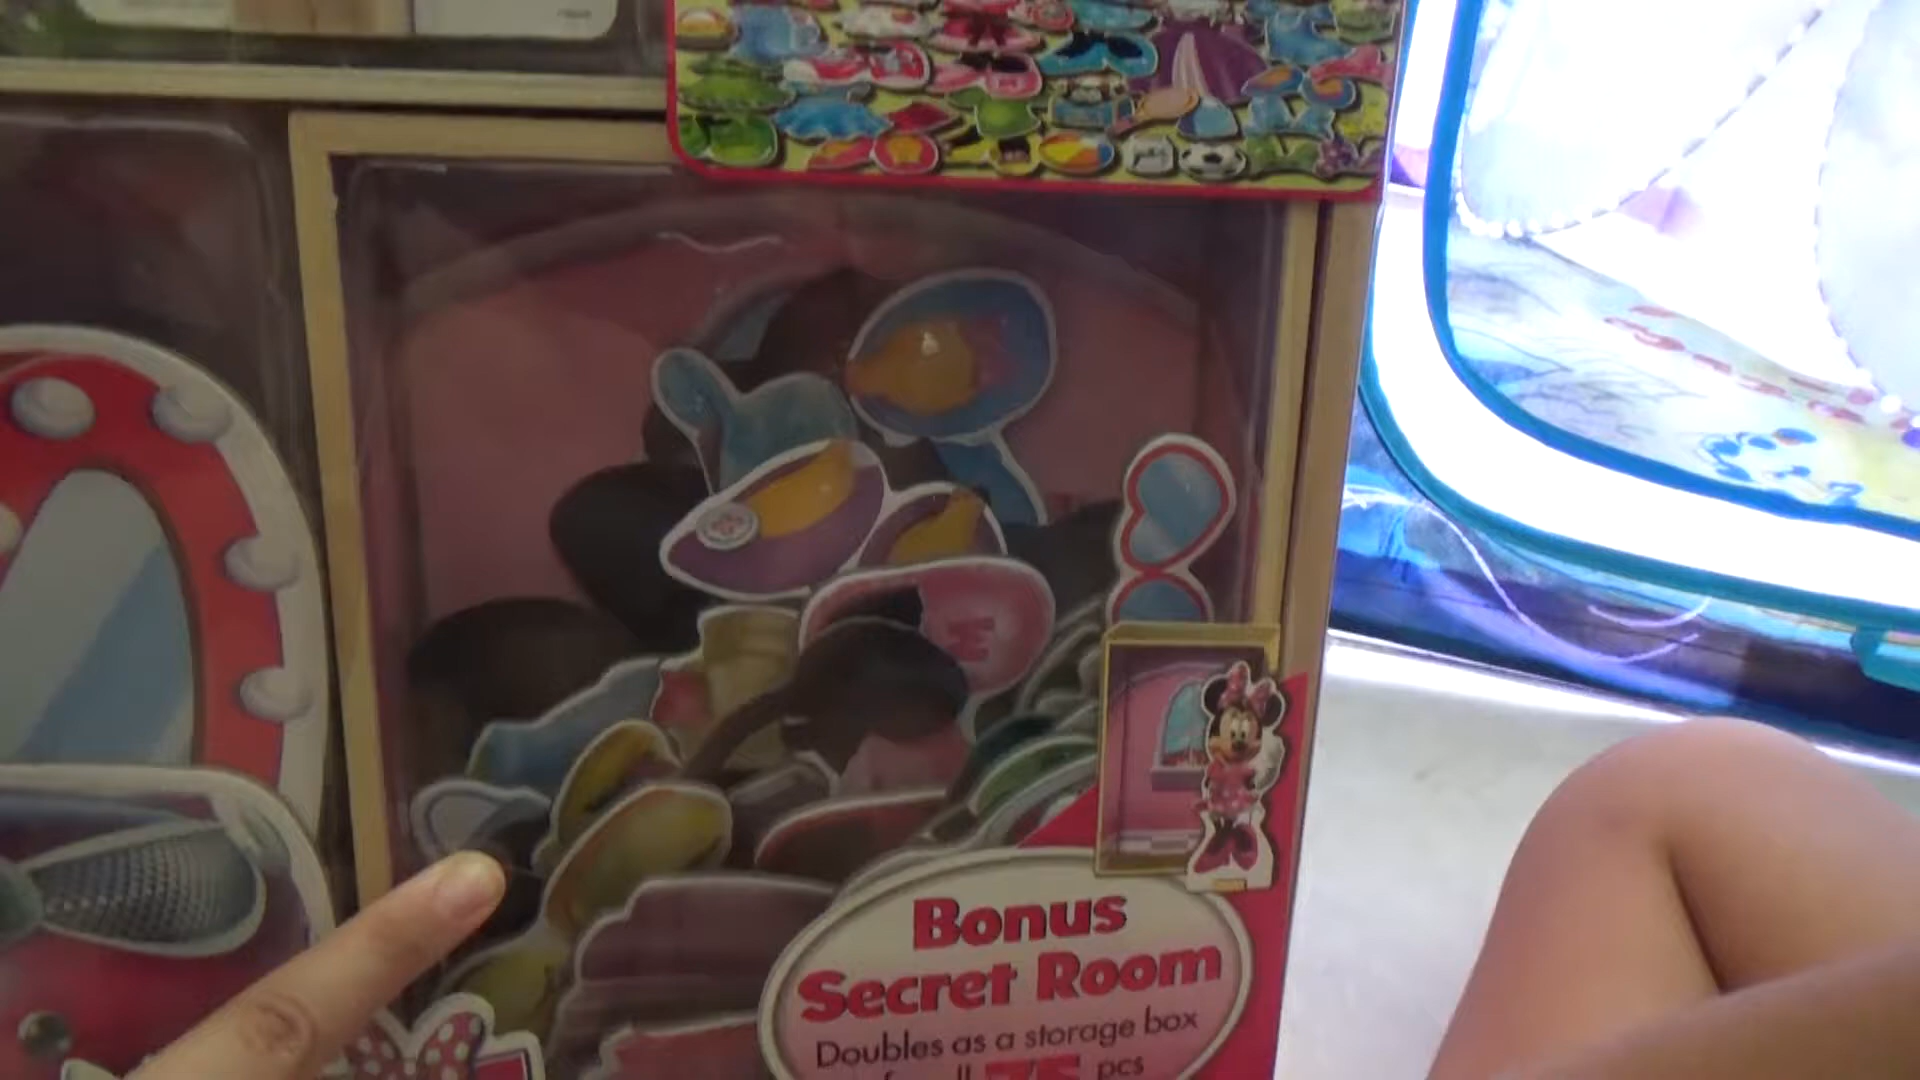 Bonus
Secret Room
Doubles as a storage box
pcs